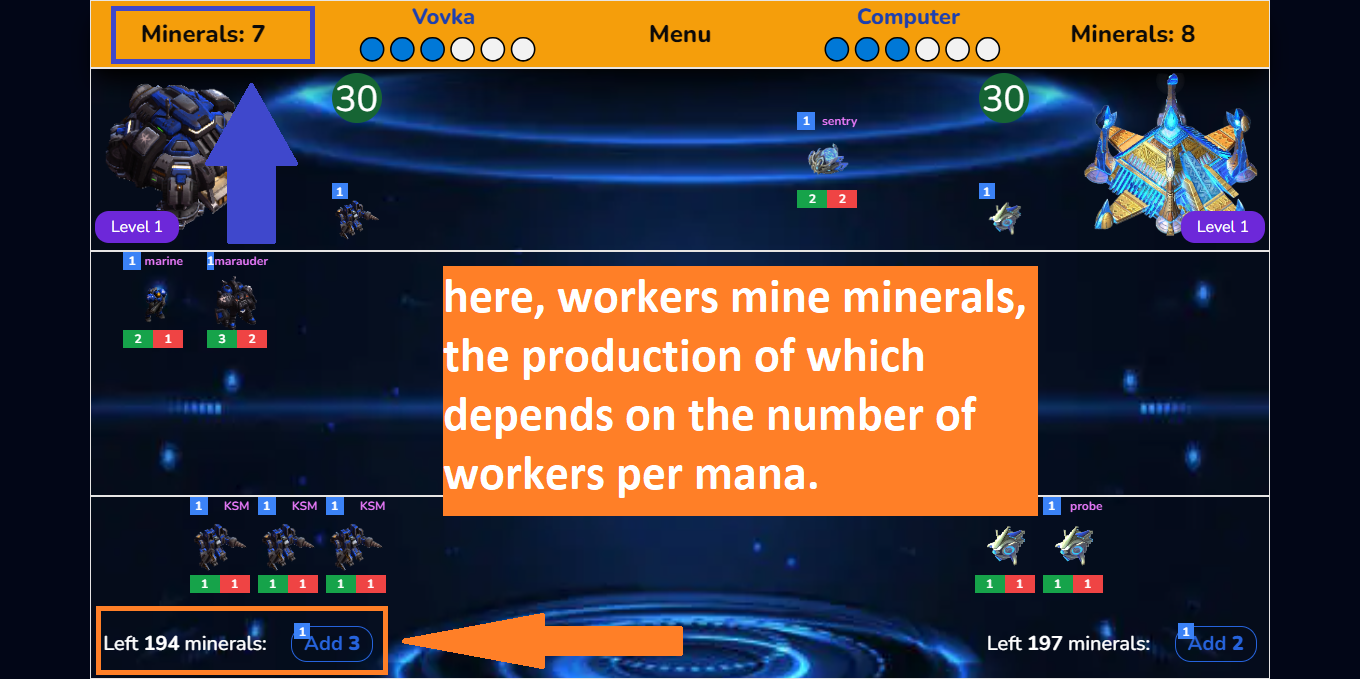 Minerals: 7
Vovka
Menu
Computer
Minerals: 8
30
30
1 sentry
2 2
1
1
Level 1
Level 1
1 marine
1 marauder
2 1
3 2
here, workers mine minerals,
the production of which
depends on the number of
workers per mana.
1 KSM
1 KSM
1 KSM
1 probe
1 1
1 1
1 1
1 1
1 1
Left 194 minerals:
1
Add 3
Left 197 minerals:
1
Add 2